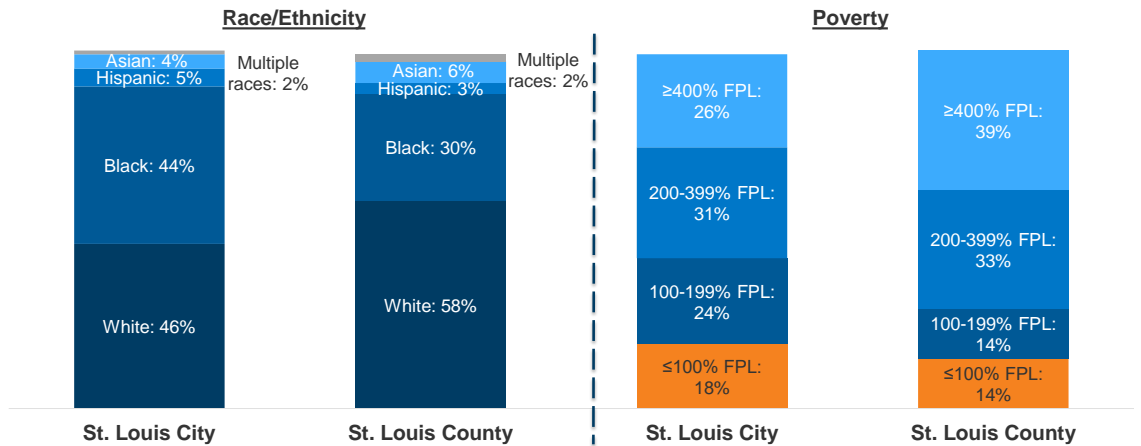 Race/Ethnicity
Asian: 4%
Hispanic: 5%
Multiple
races: 2%
Black: 44%
White: 46%
St. Louis City
Asian: 6%
Hispanic: 3%
Multiple
races: 2%
Black: 30%
White: 58%
St. Louis County
Poverty
≥400% FPL:
26%
200-399% FPL:
31%
100-199% FPL:
24%
≤100% FPL:
18%
St. Louis City
≥400% FPL:
39%
200-399% FPL:
33%
100-199% FPL:
14%
≤100% FPL:
14%
St. Louis County